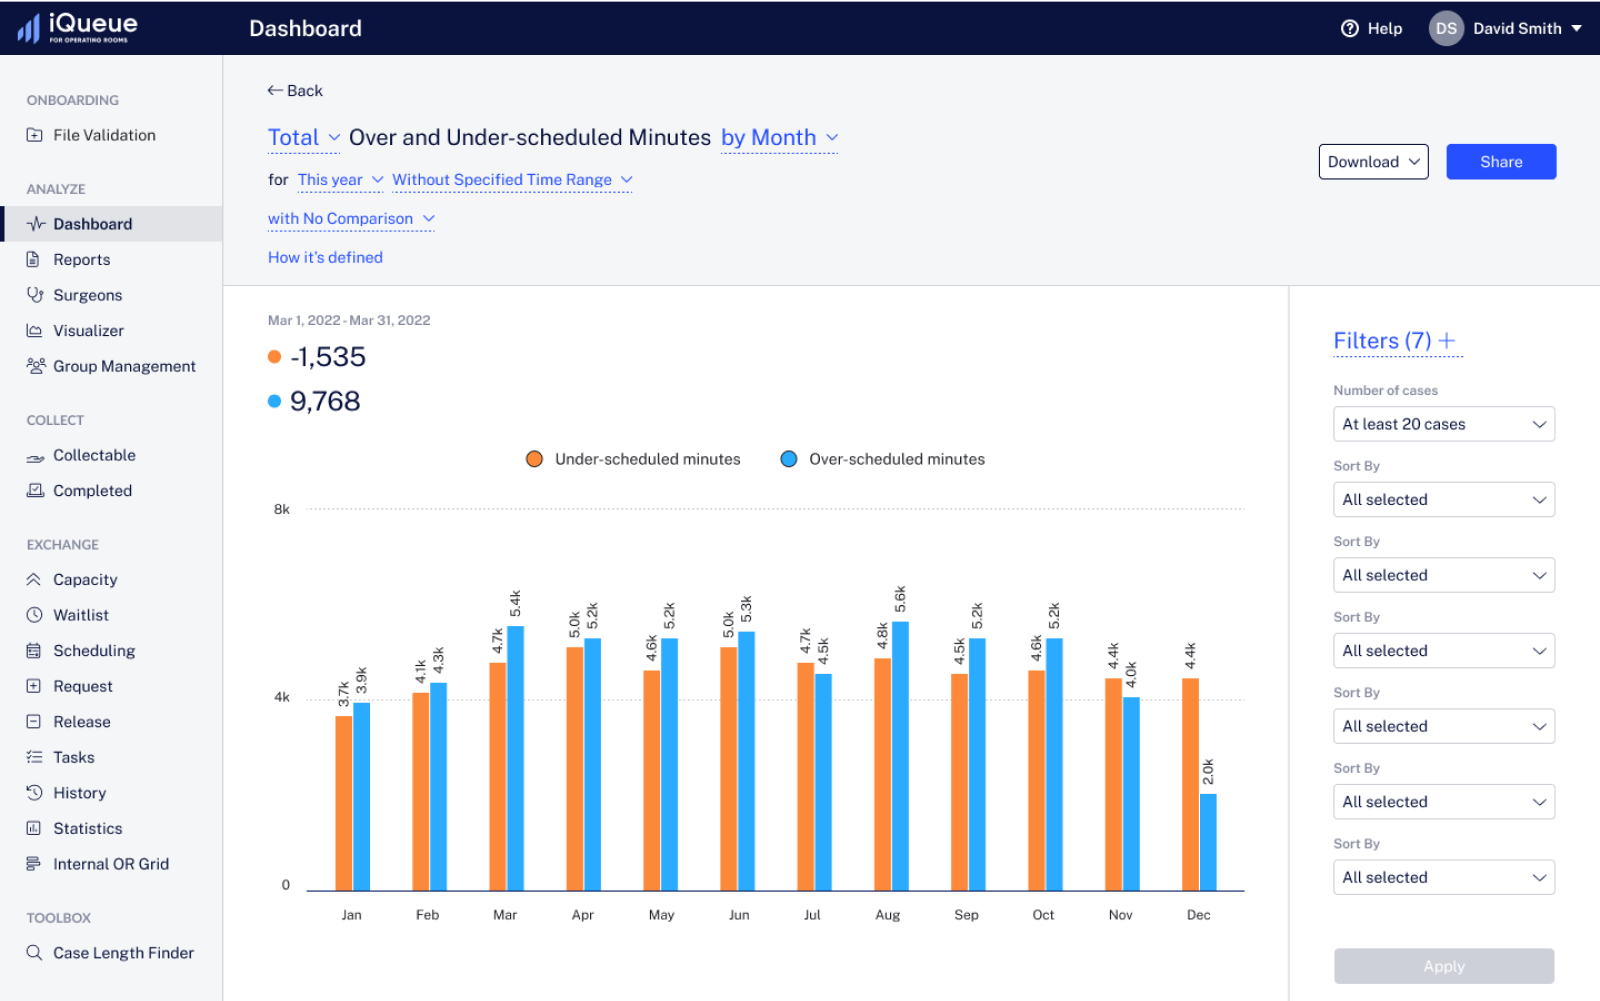 iQueue
FOR OPERATING ROOMS
Dashboard
Help
DS
David Smith
ONBOARDING
File Validation
ANALYZE
Dashboard
Reports
Surgeons
Visualizer
Group Management
COLLECT
Collectable
Completed
EXCHANGE
Capacity
Waitlist
Scheduling
Request
Release
Tasks
History
Statistics
Internal OR Grid
TOOLBOX
Case Length Finder
Back
Total Over and Under-scheduled Minutes by Month
for This year Without Specified Time Range
with No Comparison
How it's defined
Download
Share
Mar 1, 2022 - Mar 31, 2022
-1,535
9,768
Under-scheduled minutes
Over-scheduled minutes
8k
4k
0
3.7k
3.9k
4.1k
4.3k
4.7k
5.4k
5.0k
5.2k
4.6k
5.2k
5.0k
5.3k
4.7k
4.5k
4.8k
5.6k
4.5k
5.2k
4.6k
5.2k
4.4k
4.0k
4.4k
2.0k
Jan Feb Mar Apr May Jun Jul Aug Sep Oct Nov Dec
Filters (7)
Number of cases
At least 20 cases
Sort By
All selected
Sort By
All selected
Sort By
All selected
Sort By
All selected
Sort By
All selected
Sort By
All selected
Apply